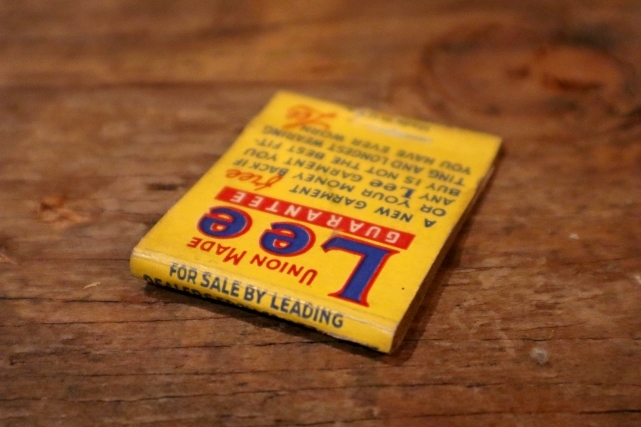 UNION MADE
Lee
GUARANTEE
A NEW GARMENT free
OR YOUR MONEY BACK IF
ANY Lee GARMENT YOU
BUY IS NOT THE BEST FIT-
TING AND LONGEST WEARING
YOU HAVE EVER WORN
FOR SALE BY LEADING
DEALERS